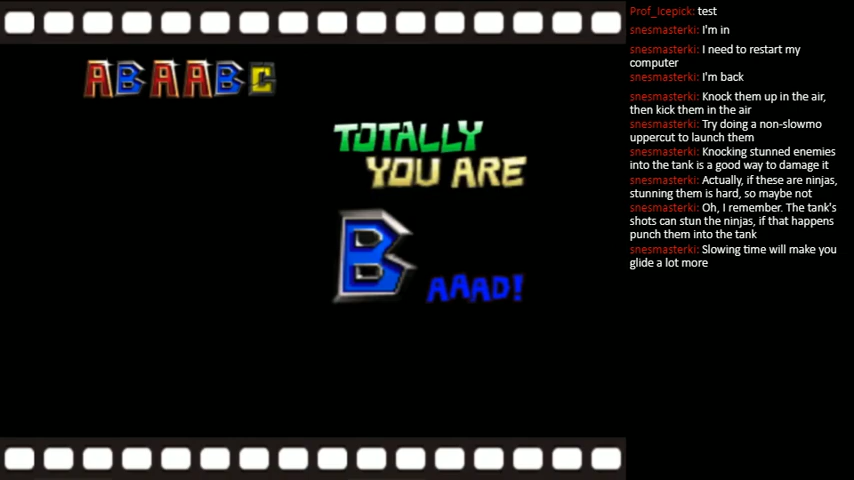 ABAABC
TOTALLY
YOU ARE
B AAAD!
Prof_Icepick: test
snesmasterki: I'm in
snesmasterki: I need to restart my
computer
snesmasterki: I'm back
snesmasterki: Knock them up in the air,
then kick them in the air
snesmasterki: Try doing a non-slowmo
uppercut to launch them
snesmasterki: Knocking stunned enemies
into the tank is a good way to damage it
snesmasterki: Actually, if these are ninjas,
stunning them is hard, so maybe not
snesmasterki: Oh, I remember. The tank's
shots can stun the ninjas, if that happens
punch them into the tank
snesmasterki: Slowing time will make you
glide a lot more